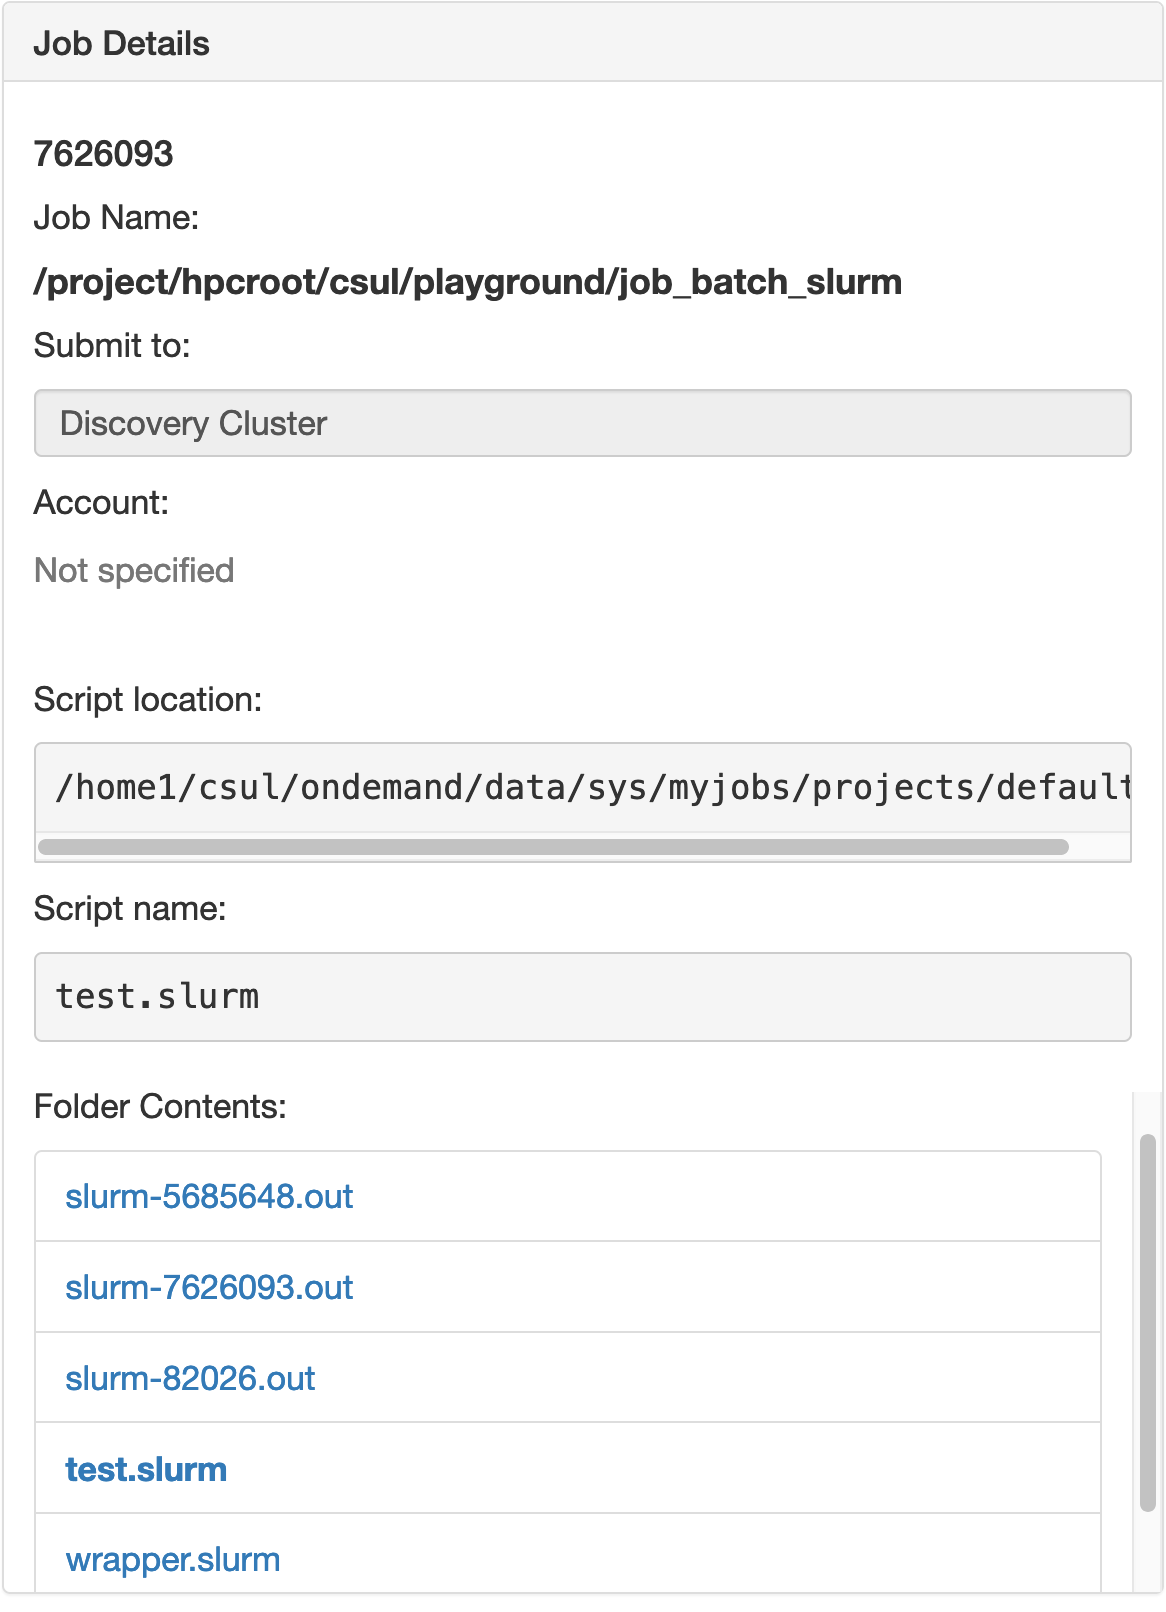 Job Details
7626093
Job Name:
/project/hpcroot/csul/playground/job_batch_slurm
Submit to:
Discovery Cluster
Account:
Not specified
Script location:
/home1/csul/ondemand/data/sys/myjobs/projects/default
Script name:
test.slurm
Folder Contents:
slurm-5685648.out
slurm-7626093.out
slurm-82026.out
test.slurm
wrapper.slurm